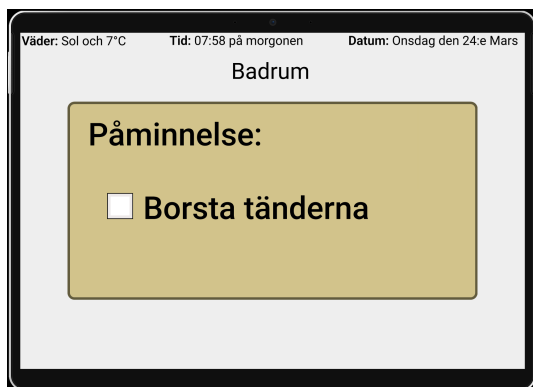 Väder: Sol och 7°C Tid: 07:58 på morgonen Datum: Onsdag den 24:e Mars
Badrum
Påminnelse:
Borsta tänderna